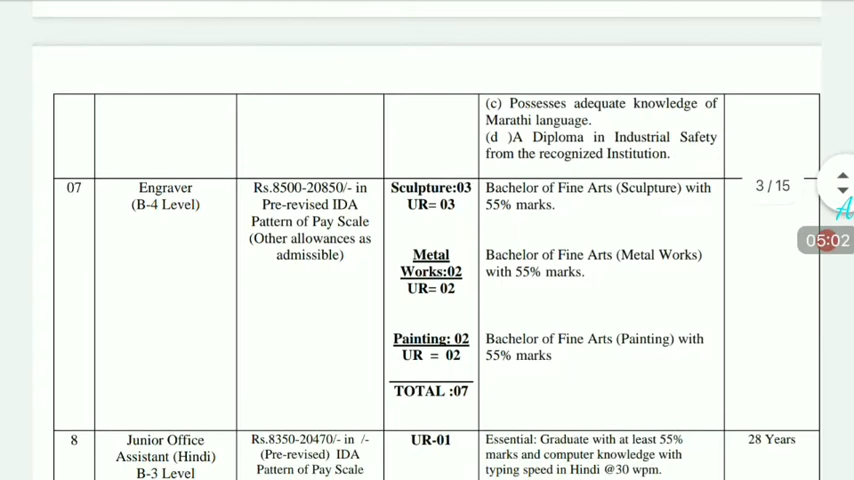 (c) Possesses adequate knowledge of
Marathi language.
(d )A Diploma in Industrial Safety
from the recognized Institution.
07
Engraver
(B-4 Level)
Rs.8500-20850/- in
Pre-revised IDA
Pattern of Pay Scale
(Other allowances as
admissible)
Sculpture:03
UR= 03
Metal
Works:02
UR= 02
Painting: 02
UR = 02
TOTAL :07
Bachelor of Fine Arts (Sculpture) with
55% marks.
Bachelor of Fine Arts (Metal Works)
with 55% marks.
Bachelor of Fine Arts (Painting) with
55% marks
3 / 15
A
05:02
8
Junior Office
Assistant (Hindi)
B-3 Level
Rs.8350-20470/- in /-
(Pre-revised) IDA
Pattern of Pay Scale
UR-01
Essential: Graduate with at least 55%
marks and computer knowledge with
typing speed in Hindi @30 wpm.
28 Years